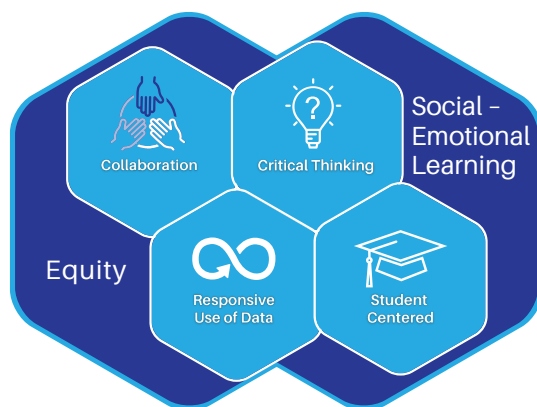 Social –
Emotional
Learning
?
Collaboration
Critical Thinking
Equity
Responsive
Use of Data
Student
Centered